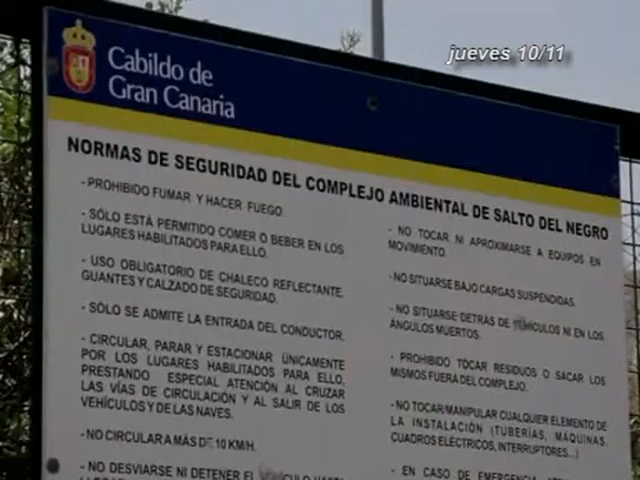 jueves 10/11
Cabildo de
Gran Canaria
NORMAS DE SEGURIDAD DEL COMPLEJO AMBIENTAL DE SALTO DEL NEGRO
- PROHIBIDO FUMAR Y HACER FUEGO.
- SÓLO ESTÁ PERMITIDO COMER O BEBER EN LOS
LUGARES HABILITADOS PARA ELLO.
- USO OBLIGATORIO DE CHALECO REFLECTANTE,
GUANTES Y CALZADO DE SEGURIDAD.
- SÓLO SE ADMITE LA ENTRADA DEL CONDUCTOR.
- CIRCULAR, PARAR Y ESTACIONAR ÚNICAMENTE
POR LOS LUGARES HABILITADOS PARA ELLO,
PRESTANDO ESPECIAL ATENCIÓN AL CRUZAR
LAS VÍAS DE CIRCULACIÓN Y AL SALIR DE LOS
VEHÍCULOS Y DE LAS NAVES.
- NO CIRCULAR A MÁS DE 10 KM/H.
- NO DESVIARSE NI DETENER EL
- NO TOCAR NI APROXIMARSE A EQUIPOS EN
MOVIMIENTO.
- NO SITUARSE BAJO CARGAS SUSPENDIDAS.
- NO SITUARSE DETRÁS DE VEHÍCULOS NI EN LOS
ÁNGULOS MUERTOS.
- PROHIBIDO TOCAR RESIDUOS O SACAR LOS
MISMOS FUERA DEL COMPLEJO.
- NO TOCAR/MANIPULAR CUALQUIER ELEMENTO DE
LA INSTALACIÓN (TUBERÍAS, MÁQUINAS,
CUADROS ELÉCTRICOS, INTERRUPTORES...)
- EN CASO DE EMERGENCIA